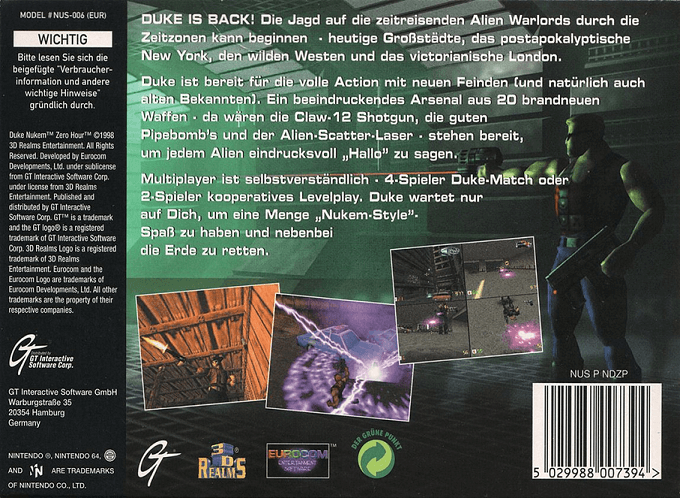 MODEL # NUS-006 (EUR)
WICHTIG
Bitte lesen Sie sich die
beigefügte "Verbraucher-
information und andere
wichtige Hinweise"
gründlich durch.
Duke Nukem™ Zero Hour™ ©1998
3D Realms Entertainment. All Rights
Reserved. Developed by Eurocom
Developments, Ltd. under sublicense
from GT Interactive Software Corp.
under license from 3D Realms
Entertainment. Published and
distributed by GT Interactive
Software Corp. GT™ is a trademark
and the GT logo® is a registered
trademark of GT Interactive Software
Corp. 3D Realms Logo is a registered
trademark of 3D Realms
Entertainment. Eurocom and the
Eurocom Logo are trademarks of
Eurocom Developments, Ltd. All other
trademarks are the property of their
respective companies.
GT
Distributed by
GT Interactive
Software Corp.
GT Interactive Software GmbH
Warburgstraße 35
20354 Hamburg
Germany
NINTENDO ®, NINTENDO 64,
AND N ARE TRADEMARKS
OF NINTENDO CO., LTD.
DUKE IS BACK! Die Jagd auf die zeitreisenden Alien Warlords durch die
Zeitzonen kann beginnen - heutige Großstädte, das postapokalyptische
New York, den wilden Westen und das victorianische London.
Duke ist bereit für die volle Action mit neuen Feinden (und natürlich auch
alten Bekannten). Ein beeindruckendes Arsenal aus 20 brandneuen
Waffen - da wären die Claw-12 Shotgun, die guten
Pipebomb's und der Alien-Scatter-Laser - stehen bereit,
um jedem Alien eindrucksvoll „Hallo" zu sagen.
Multiplayer ist selbstverständlich - 4-Spieler Duke-Match oder
2-Spieler kooperatives Levelplay. Duke wartet nur
auf Dich, um eine Menge „Nukem-Style"-
Spaß zu haben und nebenbei
die Erde zu retten.
NUS P NDZP
GT
3D
REALMS
EUROCOM™
ENTERTAINMENT
SOFTWARE
DER GRÜNE PUNKT
5 029988 007394 >